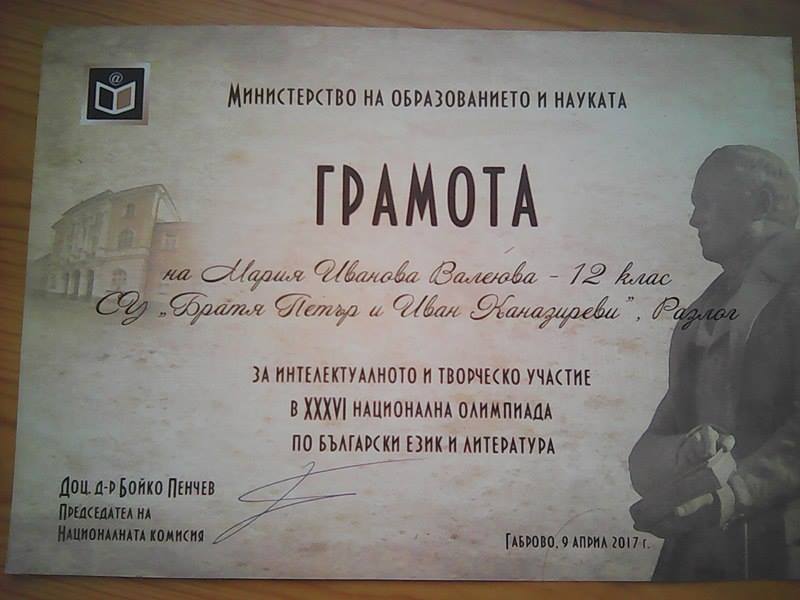 @
Министерство на образованието и науката
ГРАМОТА
на Мария Иванова Валеюва - 12 клас
СУ „Братя Петър и Иван Каназиреви", Разлог
за интелектуалното и творческо участие
в XXXVI национална олимпиада
по български език и литература
Доц. д-р Бойко Пенчев
Председател на
Националната комисия
Габрово, 9 април 2017 г.